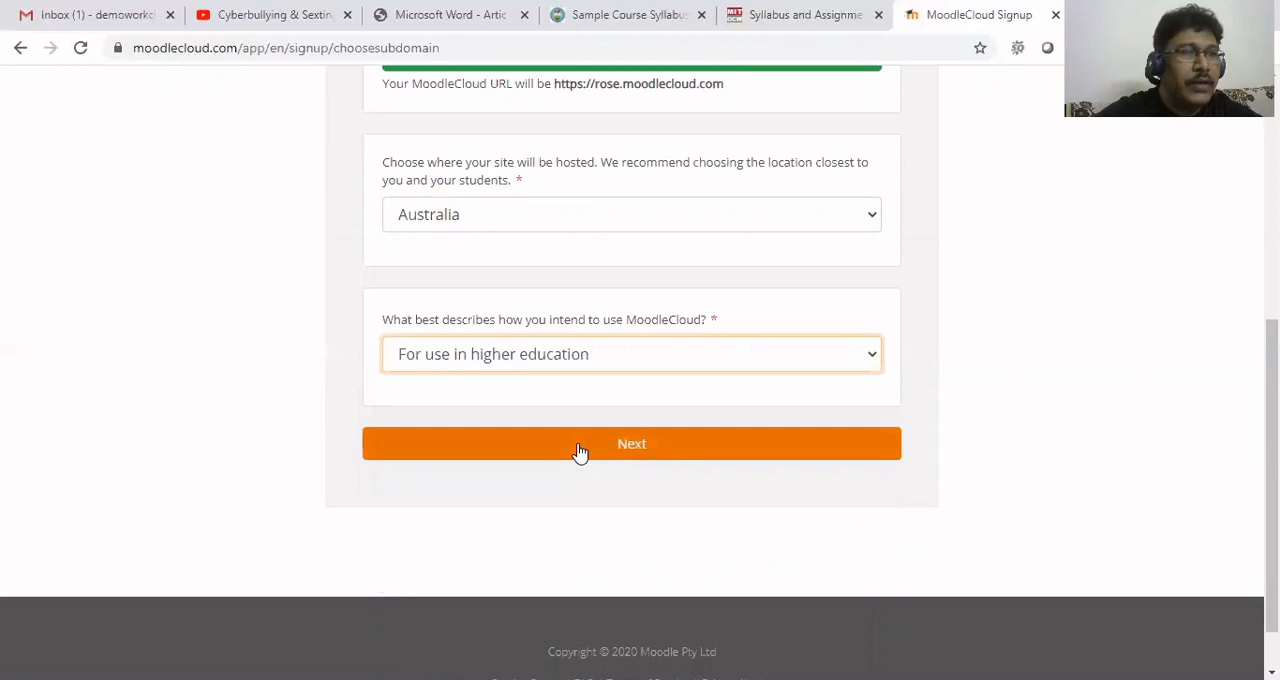 Inbox (1) - demoworkcl
Cyberbullying & Sexting
Microsoft Word - Artic
Sample Course Syllabus
Syllabus and Assignme
MoodleCloud Signup
moodlecloud.com/app/en/signup/choosesubdomain
Your MoodleCloud URL will be https://rose.moodlecloud.com
Choose where your site will be hosted. We recommend choosing the location closest to
you and your students. *
Australia
What best describes how you intend to use MoodleCloud? *
For use in higher education
Next
Copyright © 2020 Moodle Pty Ltd